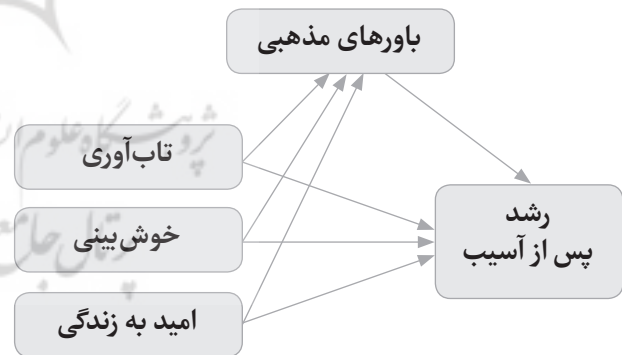 باورهای مذهبی
تاب‌آوری
خوش‌بینی
امید به زندگی
رشد
پس از آسیب